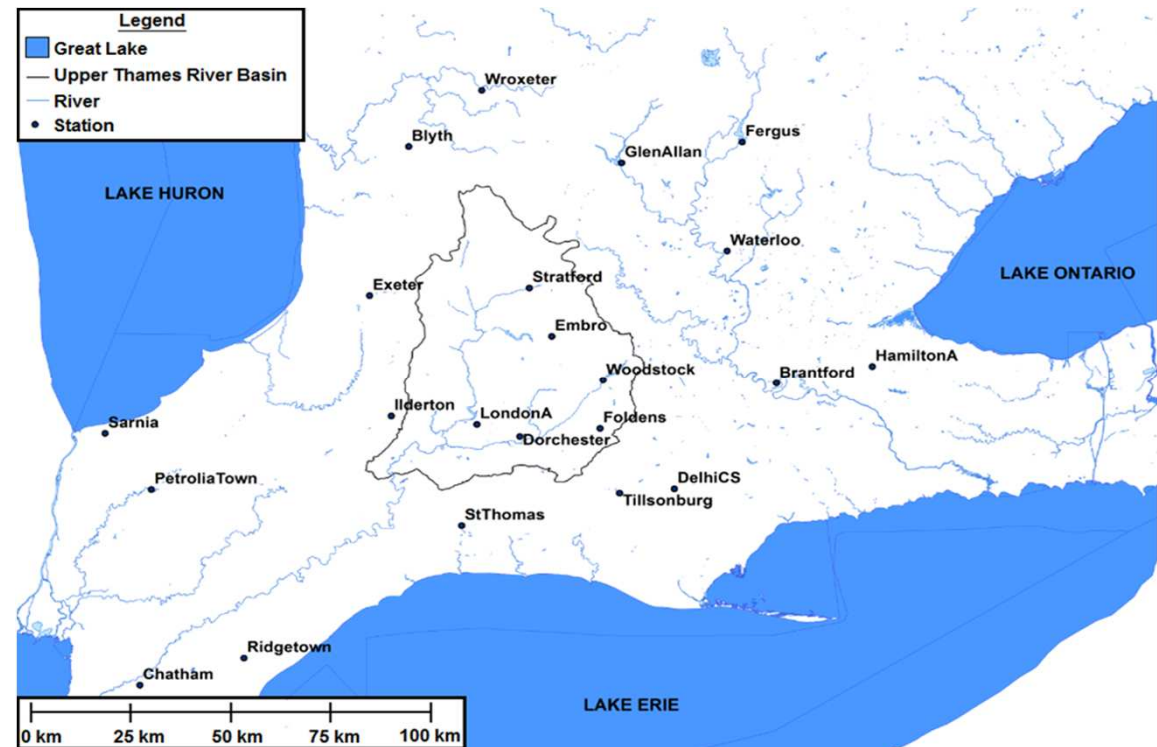 Legend
Great Lake
Upper Thames River Basin
River
Station
Wroxeter
Blyth
Fergus
GlenAllan
LAKE HURON
Waterloo
LAKE ONTARIO
Stratford
Exeter
Embro
HamiltonA
Woodstock
Brantford
Ilderton
LondonA
Foldens
Sarnia
Dorchester
PetroliaTown
DelhiCS
Tillsonburg
StThomas
Ridgetown
Chatham
LAKE ERIE
0 km 25 km 50 km 75 km 100 km